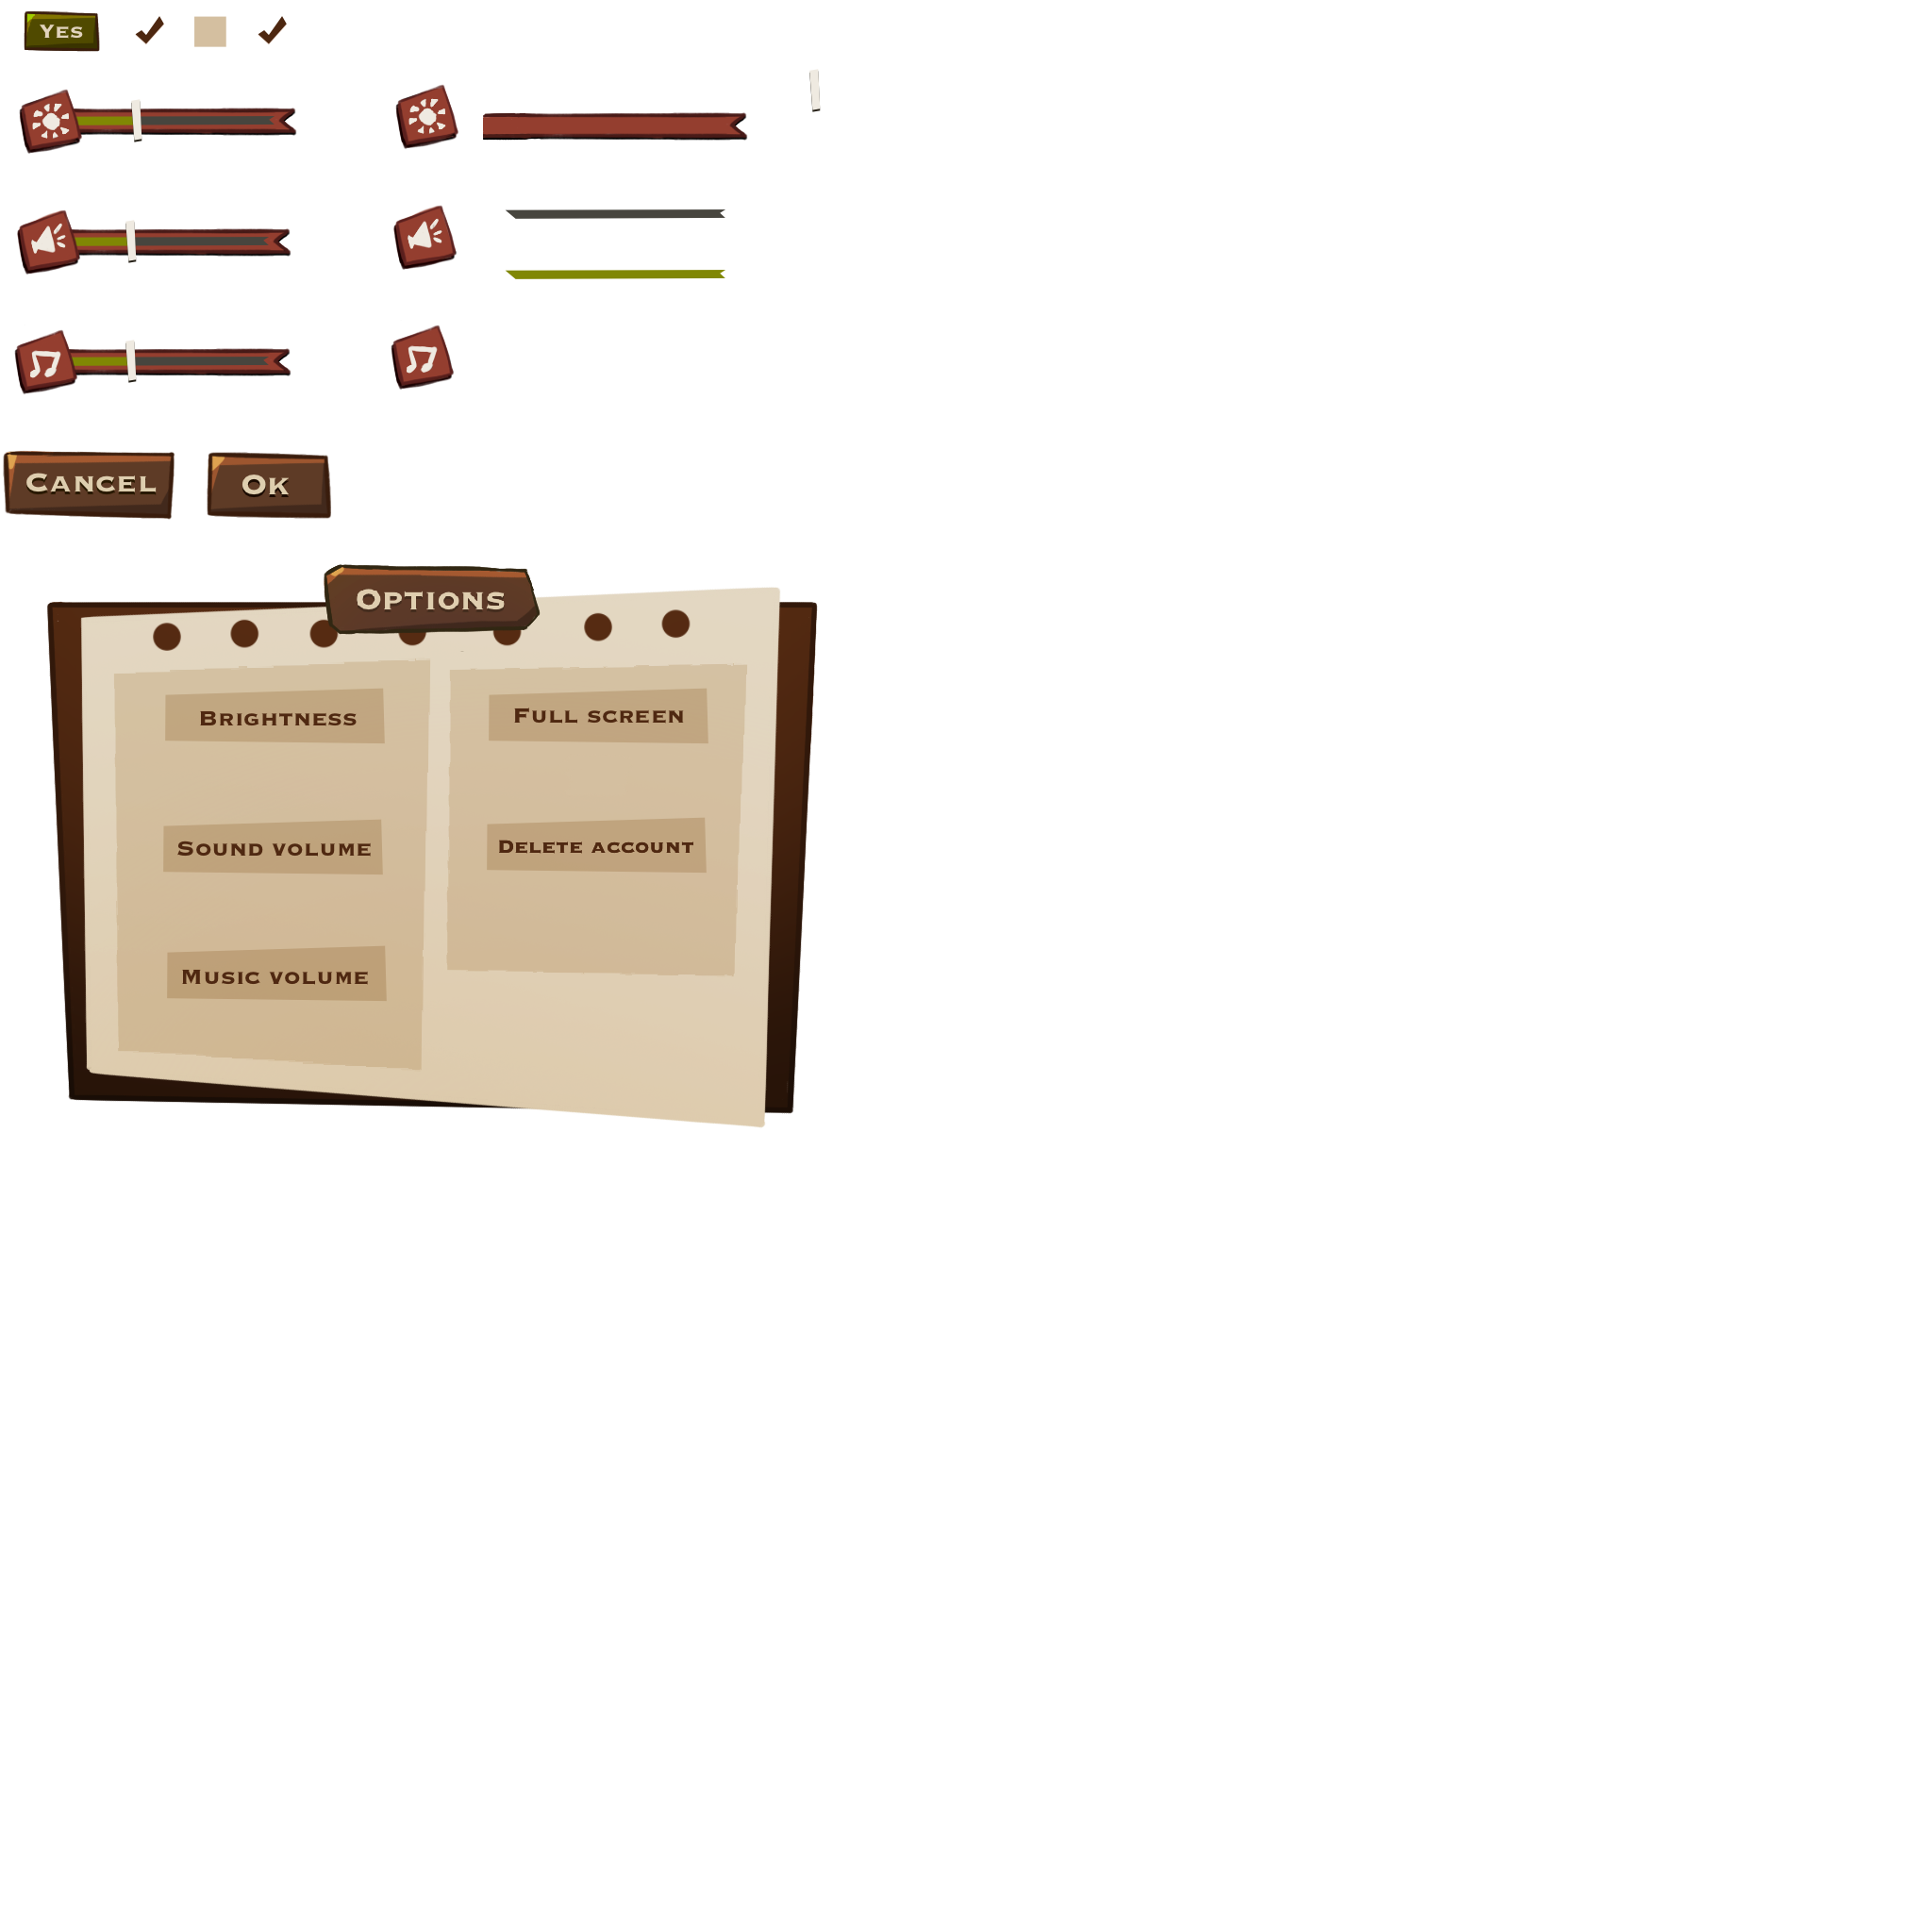 Yes
Cancel
Ok
Options
Brightness
Full screen
Sound volume
Delete account
Music volume